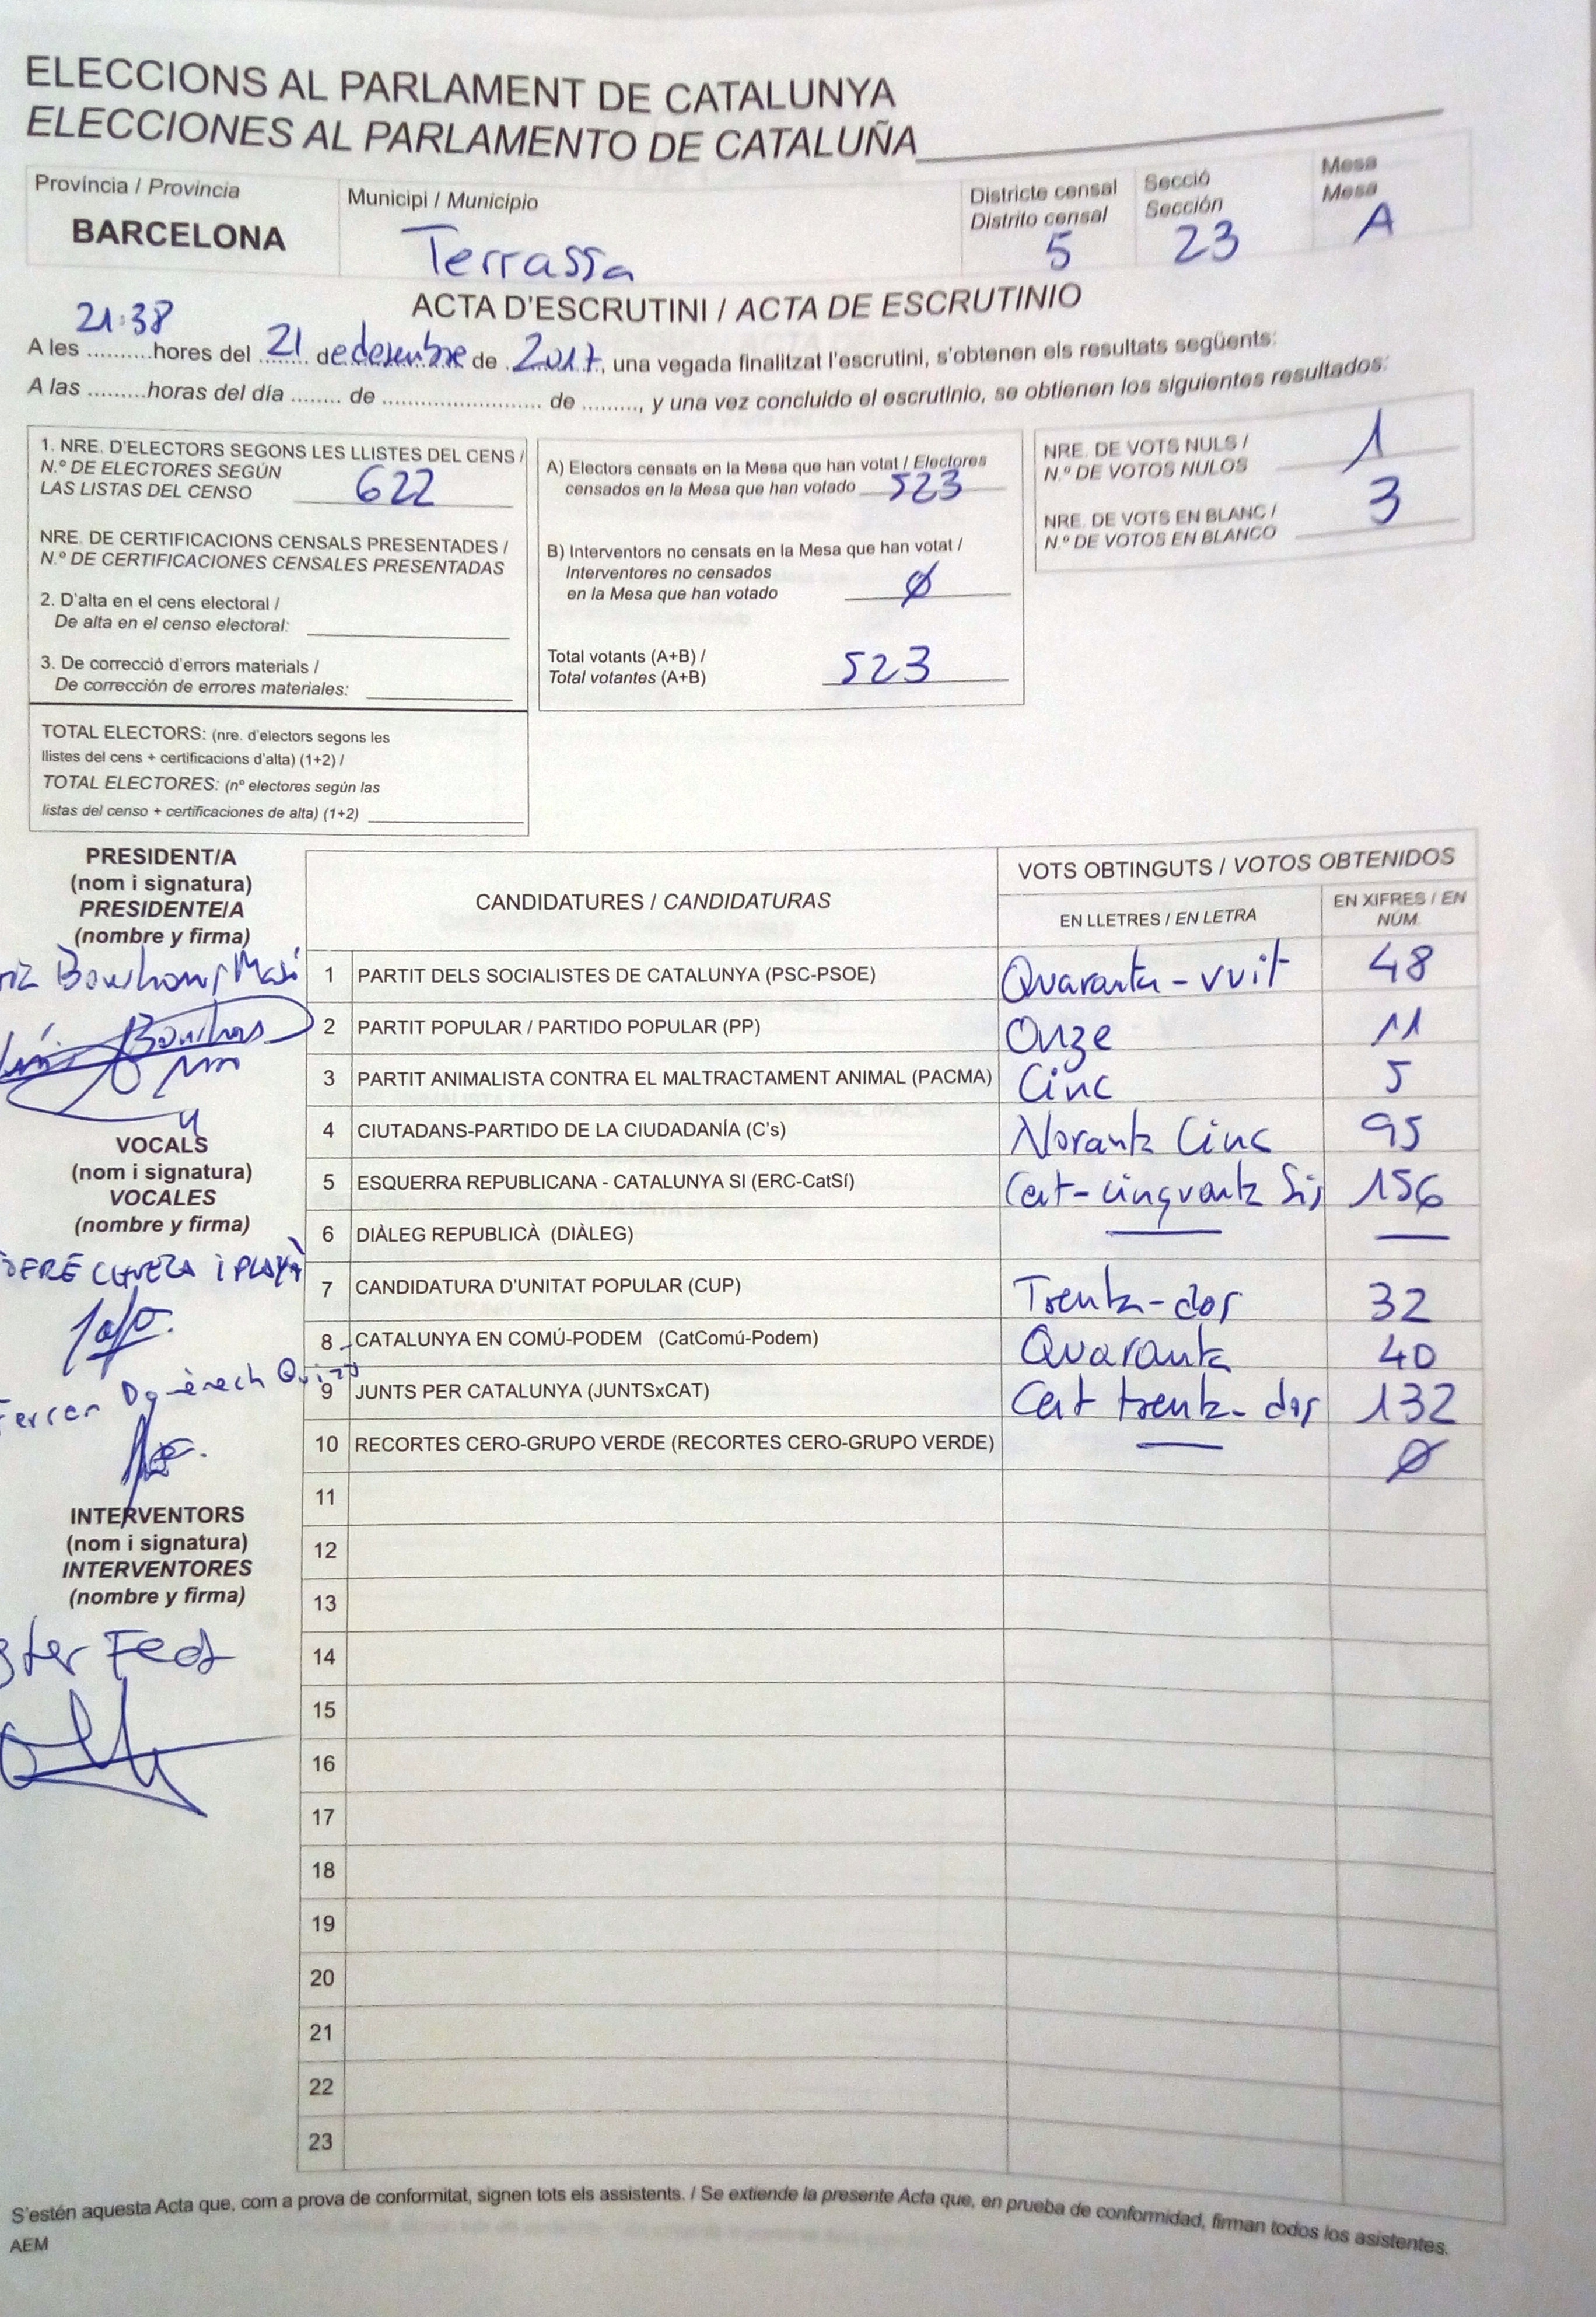 ELECCIONS AL PARLAMENT DE CATALUNYA
ELECCIONES AL PARLAMENTO DE CATALUÑA
Província / Provincia
BARCELONA
Municipi / Municipio
Terrassa
Districte censal
Distrito censal
5
Secció
Sección
23
Mesa
Mesa
A
ACTA D'ESCRUTINI / ACTA DE ESCRUTINIO
21:38
A les ..........hores del 21 de desembre de 2017, una vegada finalitzat l'escrutini, s'obtenen els resultats següents:
A las .........horas del día ........ de ........................ de ........., y una vez concluido el escrutinio, se obtienen los siguientes resultados:
1. NRE. D'ELECTORS SEGONS LES LLISTES DEL CENS /
N.º DE ELECTORES SEGÚN
LAS LISTAS DEL CENSO 622
NRE. DE CERTIFICACIONS CENSALS PRESENTADES /
N.º DE CERTIFICACIONES CENSALES PRESENTADAS
2. D'alta en el cens electoral /
De alta en el censo electoral:
3. De correcció d'errors materials /
De corrección de errores materiales:
TOTAL ELECTORS: (nre. d'electors segons les
llistes del cens + certificacions d'alta) (1+2) /
TOTAL ELECTORES: (nº electores según las
listas del censo + certificaciones de alta) (1+2)
A) Electors censats en la Mesa que han votat / Electores
censados en la Mesa que han votado 523
B) Interventors no censats en la Mesa que han votat /
Interventores no censados
en la Mesa que han votado Ø
Total votants (A+B) /
Total votantes (A+B) 523
NRE. DE VOTS NULS /
N.º DE VOTOS NULOS 1
NRE. DE VOTS EN BLANC /
N.º DE VOTOS EN BLANCO 3
PRESIDENT/A
(nom i signatura)
PRESIDENTE/A
(nombre y firma)
VOCALS
(nom i signatura)
VOCALES
(nombre y firma)
INTERVENTORS
(nom i signatura)
INTERVENTORES
(nombre y firma)
CANDIDATURES / CANDIDATURAS
VOTS OBTINGUTS / VOTOS OBTENIDOS
EN LLETRES / EN LETRA
EN XIFRES / EN
NÚM.
1 PARTIT DELS SOCIALISTES DE CATALUNYA (PSC-PSOE) Quaranta-vuit 48
2 PARTIT POPULAR / PARTIDO POPULAR (PP) Onze 11
3 PARTIT ANIMALISTA CONTRA EL MALTRACTAMENT ANIMAL (PACMA) Cinc 5
4 CIUTADANS-PARTIDO DE LA CIUDADANÍA (C's) Noranta Cinc 95
5 ESQUERRA REPUBLICANA - CATALUNYA SI (ERC-CatSí) Cent-cinquanta Sis 156
6 DIÀLEG REPUBLICÀ (DIÀLEG) — —
7 CANDIDATURA D'UNITAT POPULAR (CUP) Trenta-dos 32
8 CATALUNYA EN COMÚ-PODEM (CatComú-Podem) Quaranta 40
9 JUNTS PER CATALUNYA (JUNTSxCAT) Cent trenta-dos 132
10 RECORTES CERO-GRUPO VERDE (RECORTES CERO-GRUPO VERDE) — Ø
11
12
13
14
15
16
17
18
19
20
21
22
23
S'estén aquesta Acta que, com a prova de conformitat, signen tots els assistents. / Se extiende la presente Acta que, en prueba de conformidad, firman todos los asistentes.
AEM